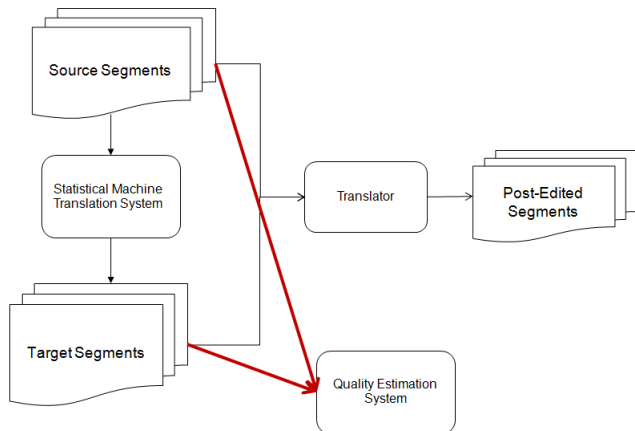 Source Segments
Statistical Machine
Translation System
Translator
Post-Edited
Segments
Target Segments
Quality Estimation
System